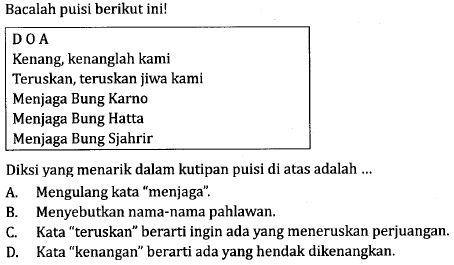 Bacalah puisi berikut ini!
D O A
Kenang, kenanglah kami
Teruskan, teruskan jiwa kami
Menjaga Bung Karno
Menjaga Bung Hatta
Menjaga Bung Sjahrir
Diksi yang menarik dalam kutipan puisi di atas adalah ...
A. Mengulang kata “menjaga”.
B. Menyebutkan nama-nama pahlawan.
C. Kata “teruskan” berarti ingin ada yang meneruskan perjuangan.
D. Kata “kenangan” berarti ada yang hendak dikenangkan.